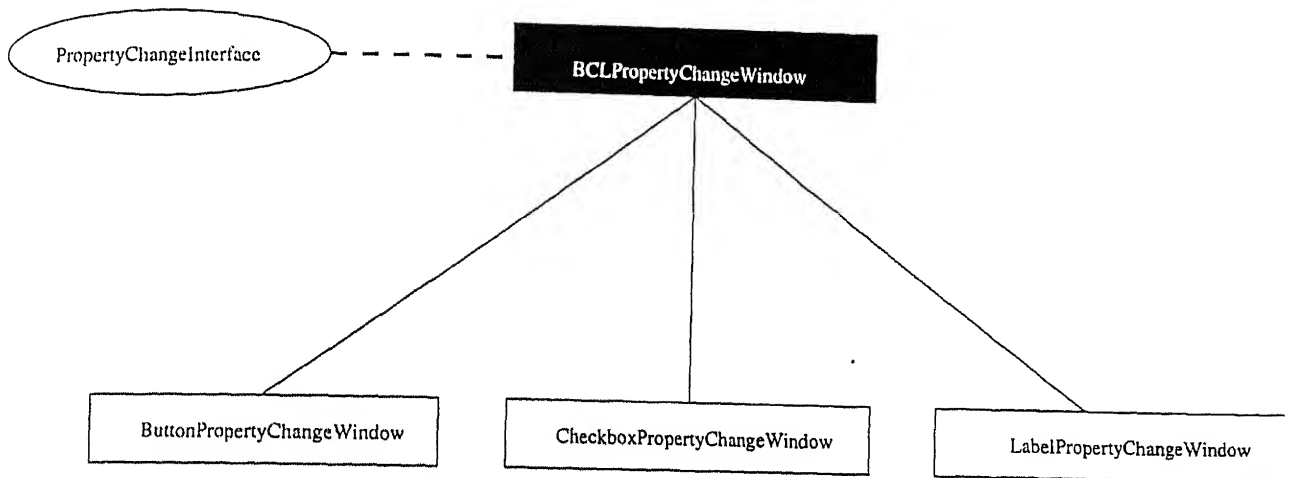 PropertyChangeInterface
BCLPropertyChangeWindow
ButtonPropertyChangeWindow
CheckboxPropertyChangeWindow
LabelPropertyChangeWindow